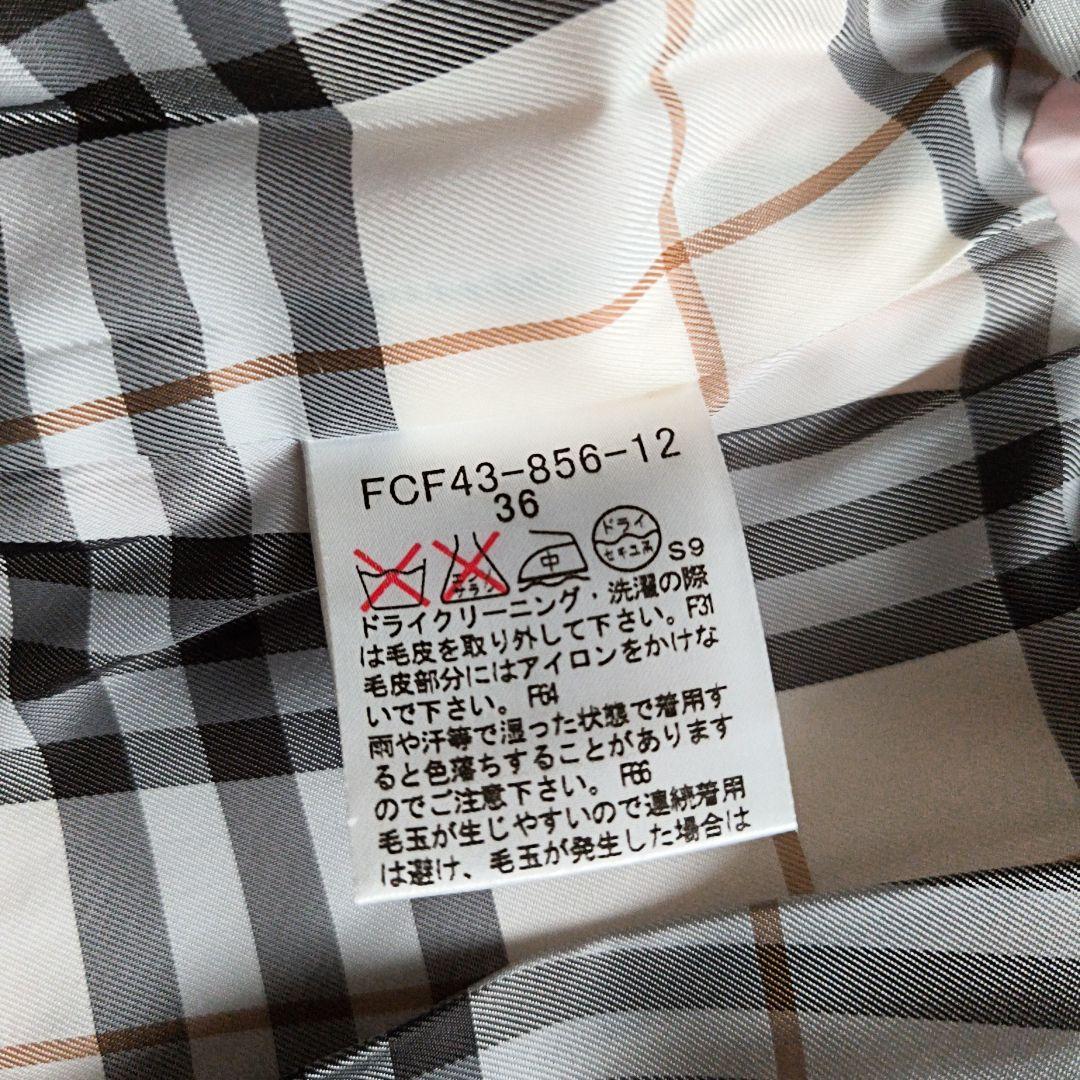 FCF43-856-12
36
エンソ
サラシ
中
ドライ
セキユ系
S9
ドライクリーニング・洗濯の際
は毛皮を取り外して下さい。F31
毛皮部分にはアイロンをかけな
いで下さい。F64
雨や汗等で湿った状態で着用す
ると色落ちすることがあります
のでご注意下さい。F66
毛玉が生じやすいので連続着用
は避け、毛玉が発生した場合は